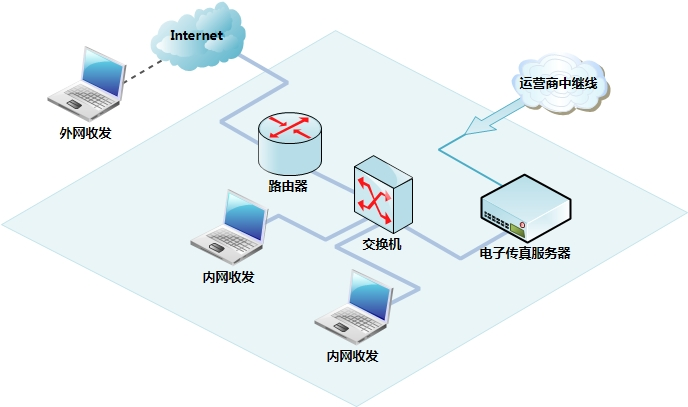 Internet
运营商中继线
外网收发
路由器
交换机
电子传真服务器
内网收发
内网收发